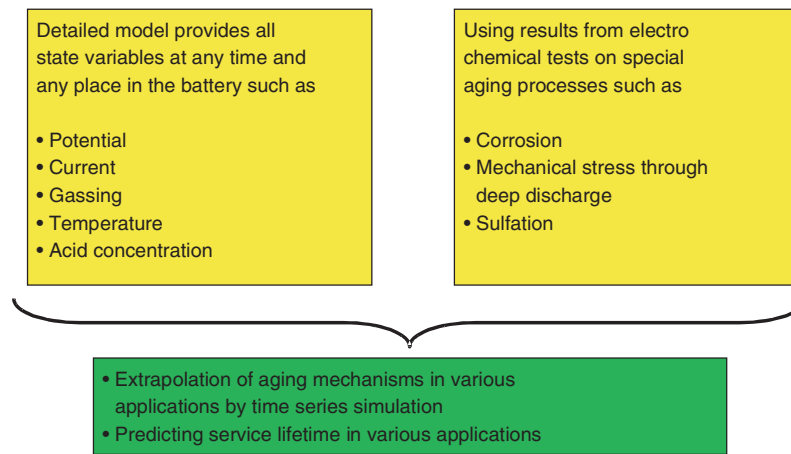 Detailed model provides all
state variables at any time and
any place in the battery such as
• Potential
• Current
• Gassing
• Temperature
• Acid concentration
Using results from electro
chemical tests on special
aging processes such as
• Corrosion
• Mechanical stress through
deep discharge
• Sulfation
• Extrapolation of aging mechanisms in various
applications by time series simulation
• Predicting service lifetime in various applications